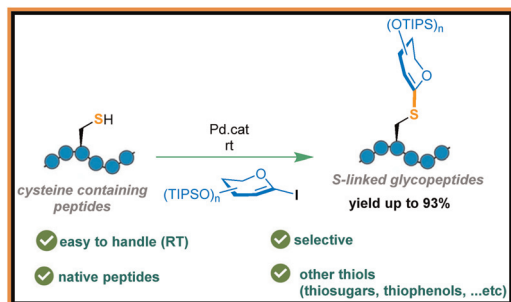 (OTIPS)n
O
SH
S
Pd.cat
rt
O
(TIPSO)n
I
cysteine containing
peptides
S-linked glycopeptides
yield up to 93%
easy to handle (RT)
selective
native peptides
other thiols
(thiosugars, thiophenols, ...etc)